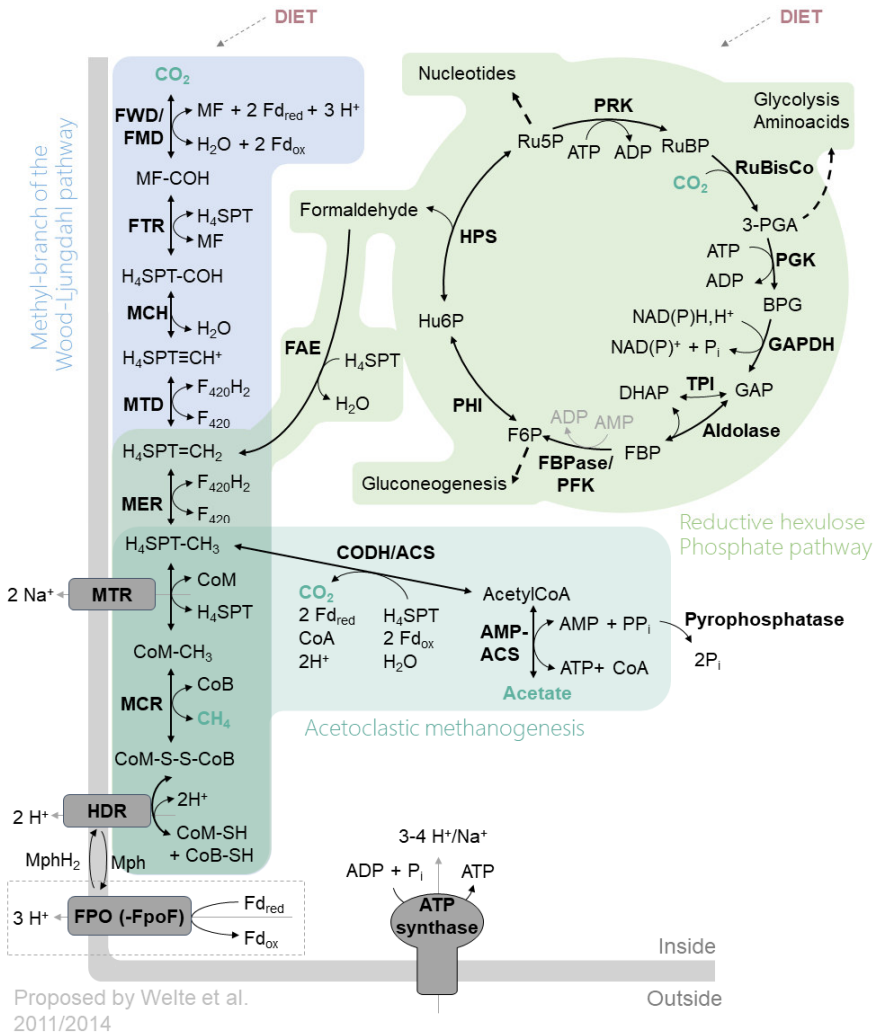 DIET
DIET
CO₂
FWD/
FMD
MF + 2 Fd_red + 3 H⁺
H₂O + 2 Fd_ox
MF-COH
FTR
H₄SPT
MF
H₄SPT-COH
MCH
H₂O
H₄SPT≡CH⁺
MTD
F₄₂₀H₂
F₄₂₀
H₄SPT=CH₂
MER
F₄₂₀H₂
F₄₂₀
H₄SPT-CH₃
MTR
2 Na⁺
CoM
H₄SPT
CoM-CH₃
MCR
CoB
CH₄
CoM-S-S-CoB
HDR
2 H⁺
2H⁺
CoM-SH
+ CoB-SH
MphH₂
Mph
3 H⁺
FPO (-FpoF)
Fd_red
Fd_ox
Proposed by Welte et al.
2011/2014
Methyl-branch of the
Wood-Ljungdahl pathway
Formaldehyde
FAE
H₄SPT
H₂O
Nucleotides
Ru5P
PRK
ATP
ADP
RuBP
Glycolysis
Aminoacids
CO₂
RuBisCo
3-PGA
ATP
ADP
PGK
BPG
NAD(P)H,H⁺
NAD(P)⁺ + Pᵢ
GAPDH
GAP
TPI
DHAP
Aldolase
FBP
ADP
AMP
FBPase/
PFK
F6P
Gluconeogenesis
PHI
Hu6P
HPS
Reductive hexulose
Phosphate pathway
CODH/ACS
CO₂
2 Fd_red
CoA
2H⁺
H₄SPT
2 Fd_ox
H₂O
AcetylCoA
AMP-
ACS
AMP + PPᵢ
ATP+ CoA
Acetate
Pyrophosphatase
2Pᵢ
Acetoclastic methanogenesis
3-4 H⁺/Na⁺
ADP + Pᵢ
ATP
ATP
synthase
Inside
Outside